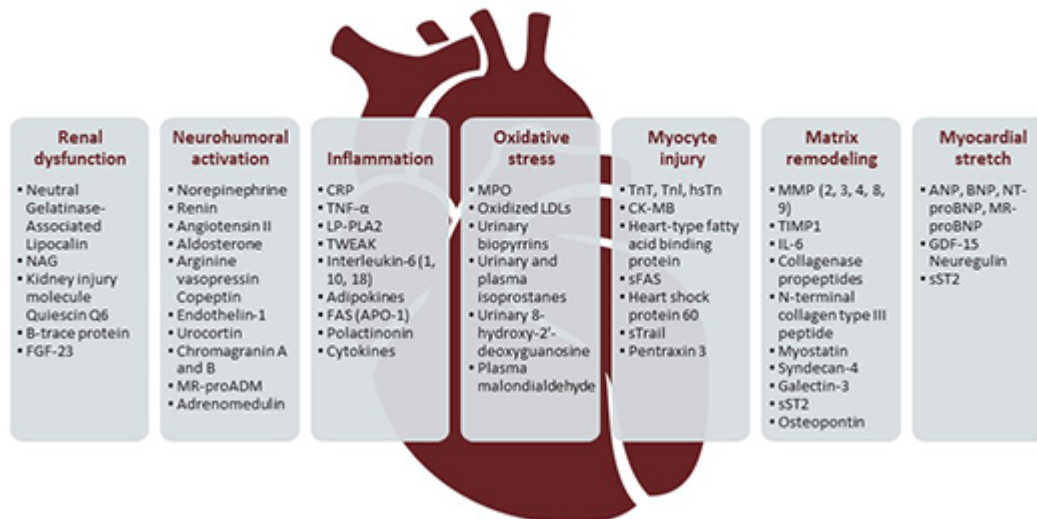 Renal
dysfunction
▪ Neutral
Gelatinase-
Associated
Lipocalin
▪ NAG
▪ Kidney injury
molecule
Quiescin Q6
▪ B-trace protein
▪ FGF-23
Neurohumoral
activation
▪ Norepinephrine
▪ Renin
▪ Angiotensin II
▪ Aldosterone
▪ Arginine
vasopressin
Copeptin
▪ Endothelin-1
▪ Urocortin
▪ Chromagranin A
and B
▪ MR-proADM
▪ Adrenomedulin
Inflammation
▪ CRP
▪ TNF-α
▪ LP-PLA2
▪ TWEAK
▪ Interleukin-6 (1,
10, 18)
▪ Adipokines
▪ FAS (APO-1)
▪ Polactinonin
▪ Cytokines
Oxidative
stress
▪ MPO
▪ Oxidized LDLs
▪ Urinary
biopyrrins
▪ Urinary and
plasma
isoprostanes
▪ Urinary 8-
hydroxy-2'-
deoxyguanosine
▪ Plasma
malondialdehyde
Myocyte
injury
▪ TnT, TnI, hsTn
▪ CK-MB
▪ Heart-type fatty
acid binding
protein
▪ sFAS
▪ Heart shock
protein 60
▪ sTrail
▪ Pentraxin 3
Matrix
remodeling
▪ MMP (2, 3, 4, 8,
9)
▪ TIMP1
▪ IL-6
▪ Collagenase
propeptides
▪ N-terminal
collagen type III
peptide
▪ Myostatin
▪ Syndecan-4
▪ Galectin-3
▪ sST2
▪ Osteopontin
Myocardial
stretch
▪ ANP, BNP, NT-
proBNP, MR-
proBNP
▪ GDF-15
Neuregulin
▪ sST2